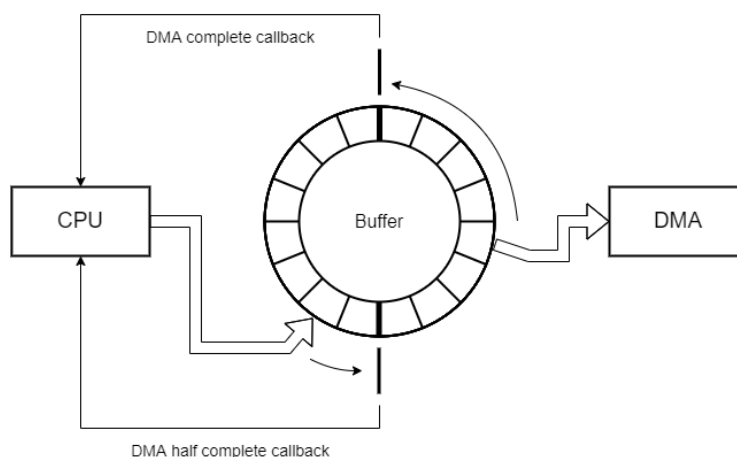 DMA complete callback
CPU
Buffer
DMA
DMA half complete callback